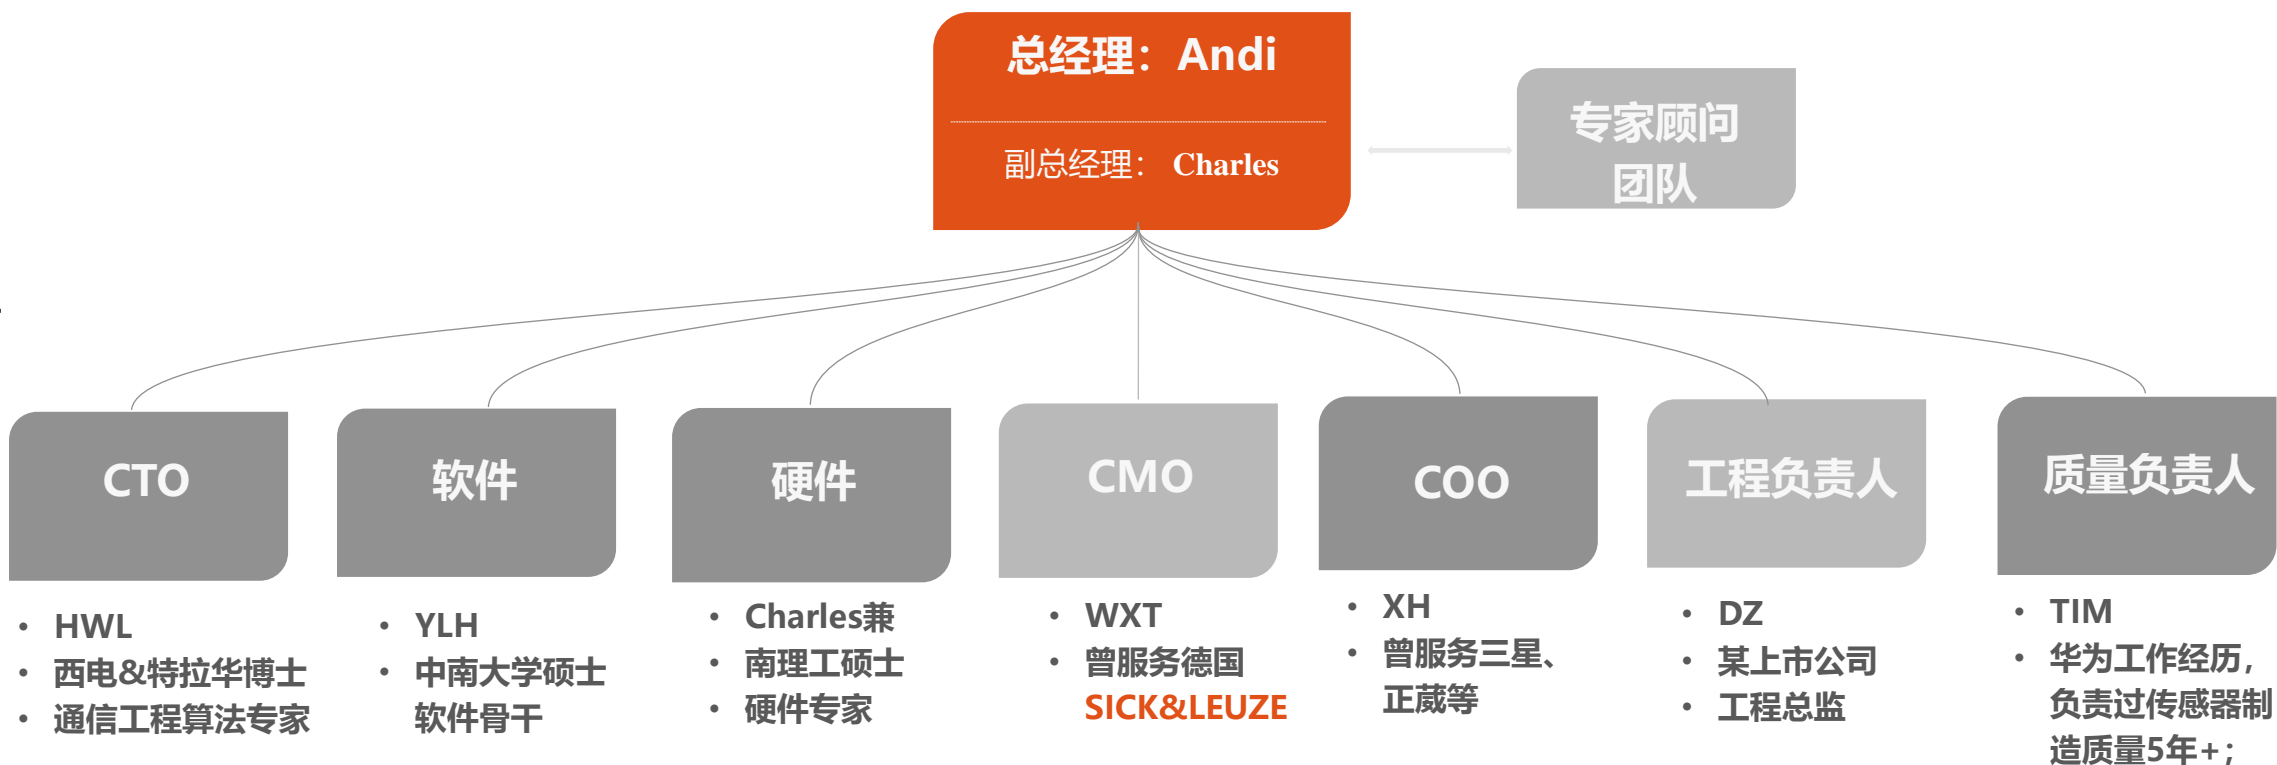 总经理：Andi
副总经理： Charles
专家顾问
团队
CTO
• HWL
• 西电&特拉华博士
• 通信工程算法专家
软件
• YLH
• 中南大学硕士
软件骨干
硬件
• Charles兼
• 南理工硕士
• 硬件专家
CMO
• WXT
• 曾服务德国
SICK&LEUZE
COO
• XH
• 曾服务三星、
正葳等
工程负责人
• DZ
• 某上市公司
• 工程总监
质量负责人
• TIM
• 华为工作经历，
负责过传感器制
造质量5年+；